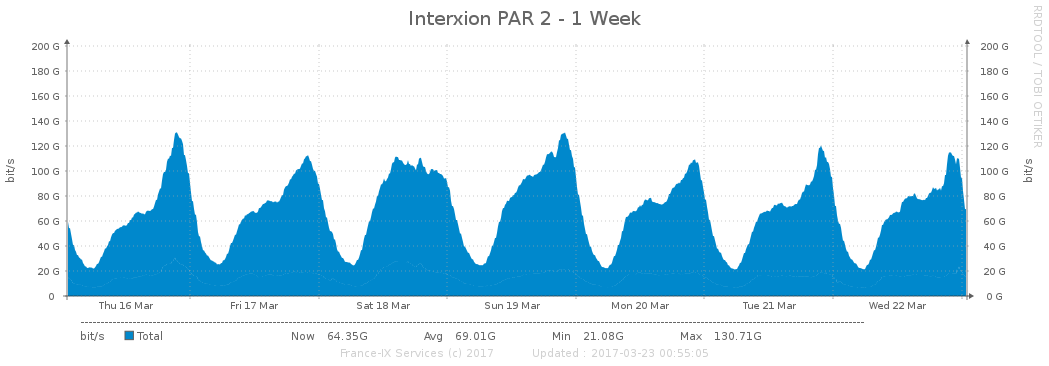 Interxion PAR 2 - 1 Week
RRDTOOL / TOBI OETIKER
bit/s
200 G 200 G
180 G 180 G
160 G 160 G
140 G 140 G
120 G 120 G
100 G 100 G
80 G 80 G
60 G 60 G
40 G 40 G
20 G 20 G
0 0 G
bit/s
Thu 16 Mar Fri 17 Mar Sat 18 Mar Sun 19 Mar Mon 20 Mar Tue 21 Mar Wed 22 Mar
bit/s Total Now 64.35G Avg 69.01G Min 21.08G Max 130.71G
France-IX Services (c) 2017 Updated : 2017-03-23 00:55:05